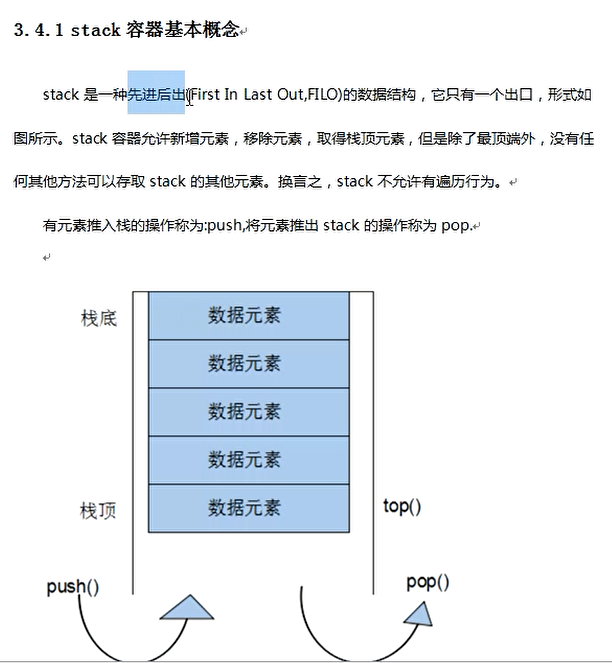 3.4.1 stack 容器基本概念
stack 是一种先进后出(First In Last Out,FILO)的数据结构，它只有一个出口，形式如
图所示。stack 容器允许新增元素，移除元素，取得栈顶元素，但是除了最顶端外，没有任
何其他方法可以存取 stack 的其他元素。换言之，stack 不允许有遍历行为。
有元素推入栈的操作称为:push,将元素推出 stack 的操作称为 pop.
栈底
数据元素
数据元素
数据元素
数据元素
栈顶
数据元素
top()
push()
pop()